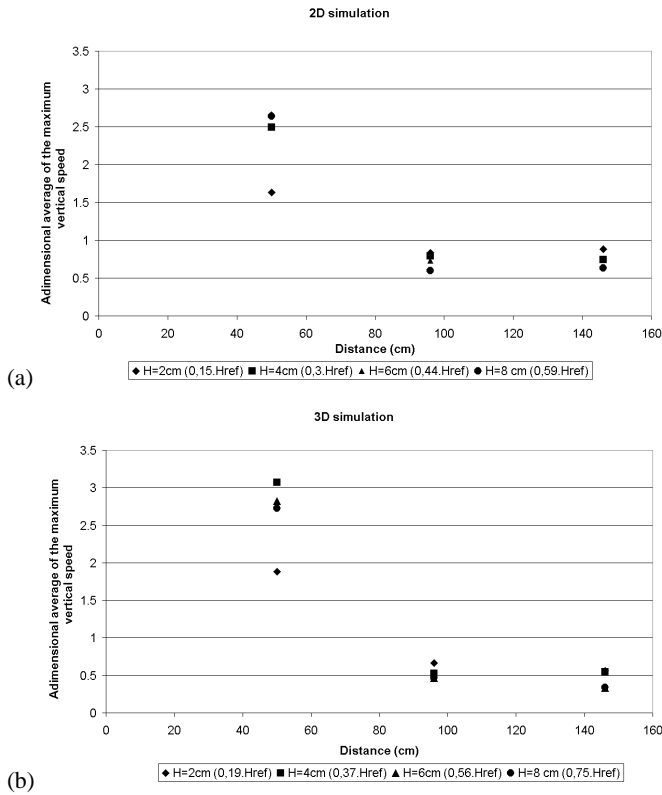 2D simulation
3.5
3
2.5
2
1.5
1
0.5
0
Adimensional average of the maximum
vertical speed
0 20 40 60 80 100 120 140 160
Distance (cm)
H=2cm (0,15.Href) H=4cm (0,3.Href) H=6cm (0,44.Href) H=8 cm (0,59.Href)
(a)
3D simulation
3.5
3
2.5
2
1.5
1
0.5
0
Adimensional average of the maximum
vertical speed
0 20 40 60 80 100 120 140 160
Distance (cm)
H=2cm (0,19.Href) H=4cm (0,37.Href) H=6cm (0,56.Href) H=8 cm (0,75.Href)
(b)